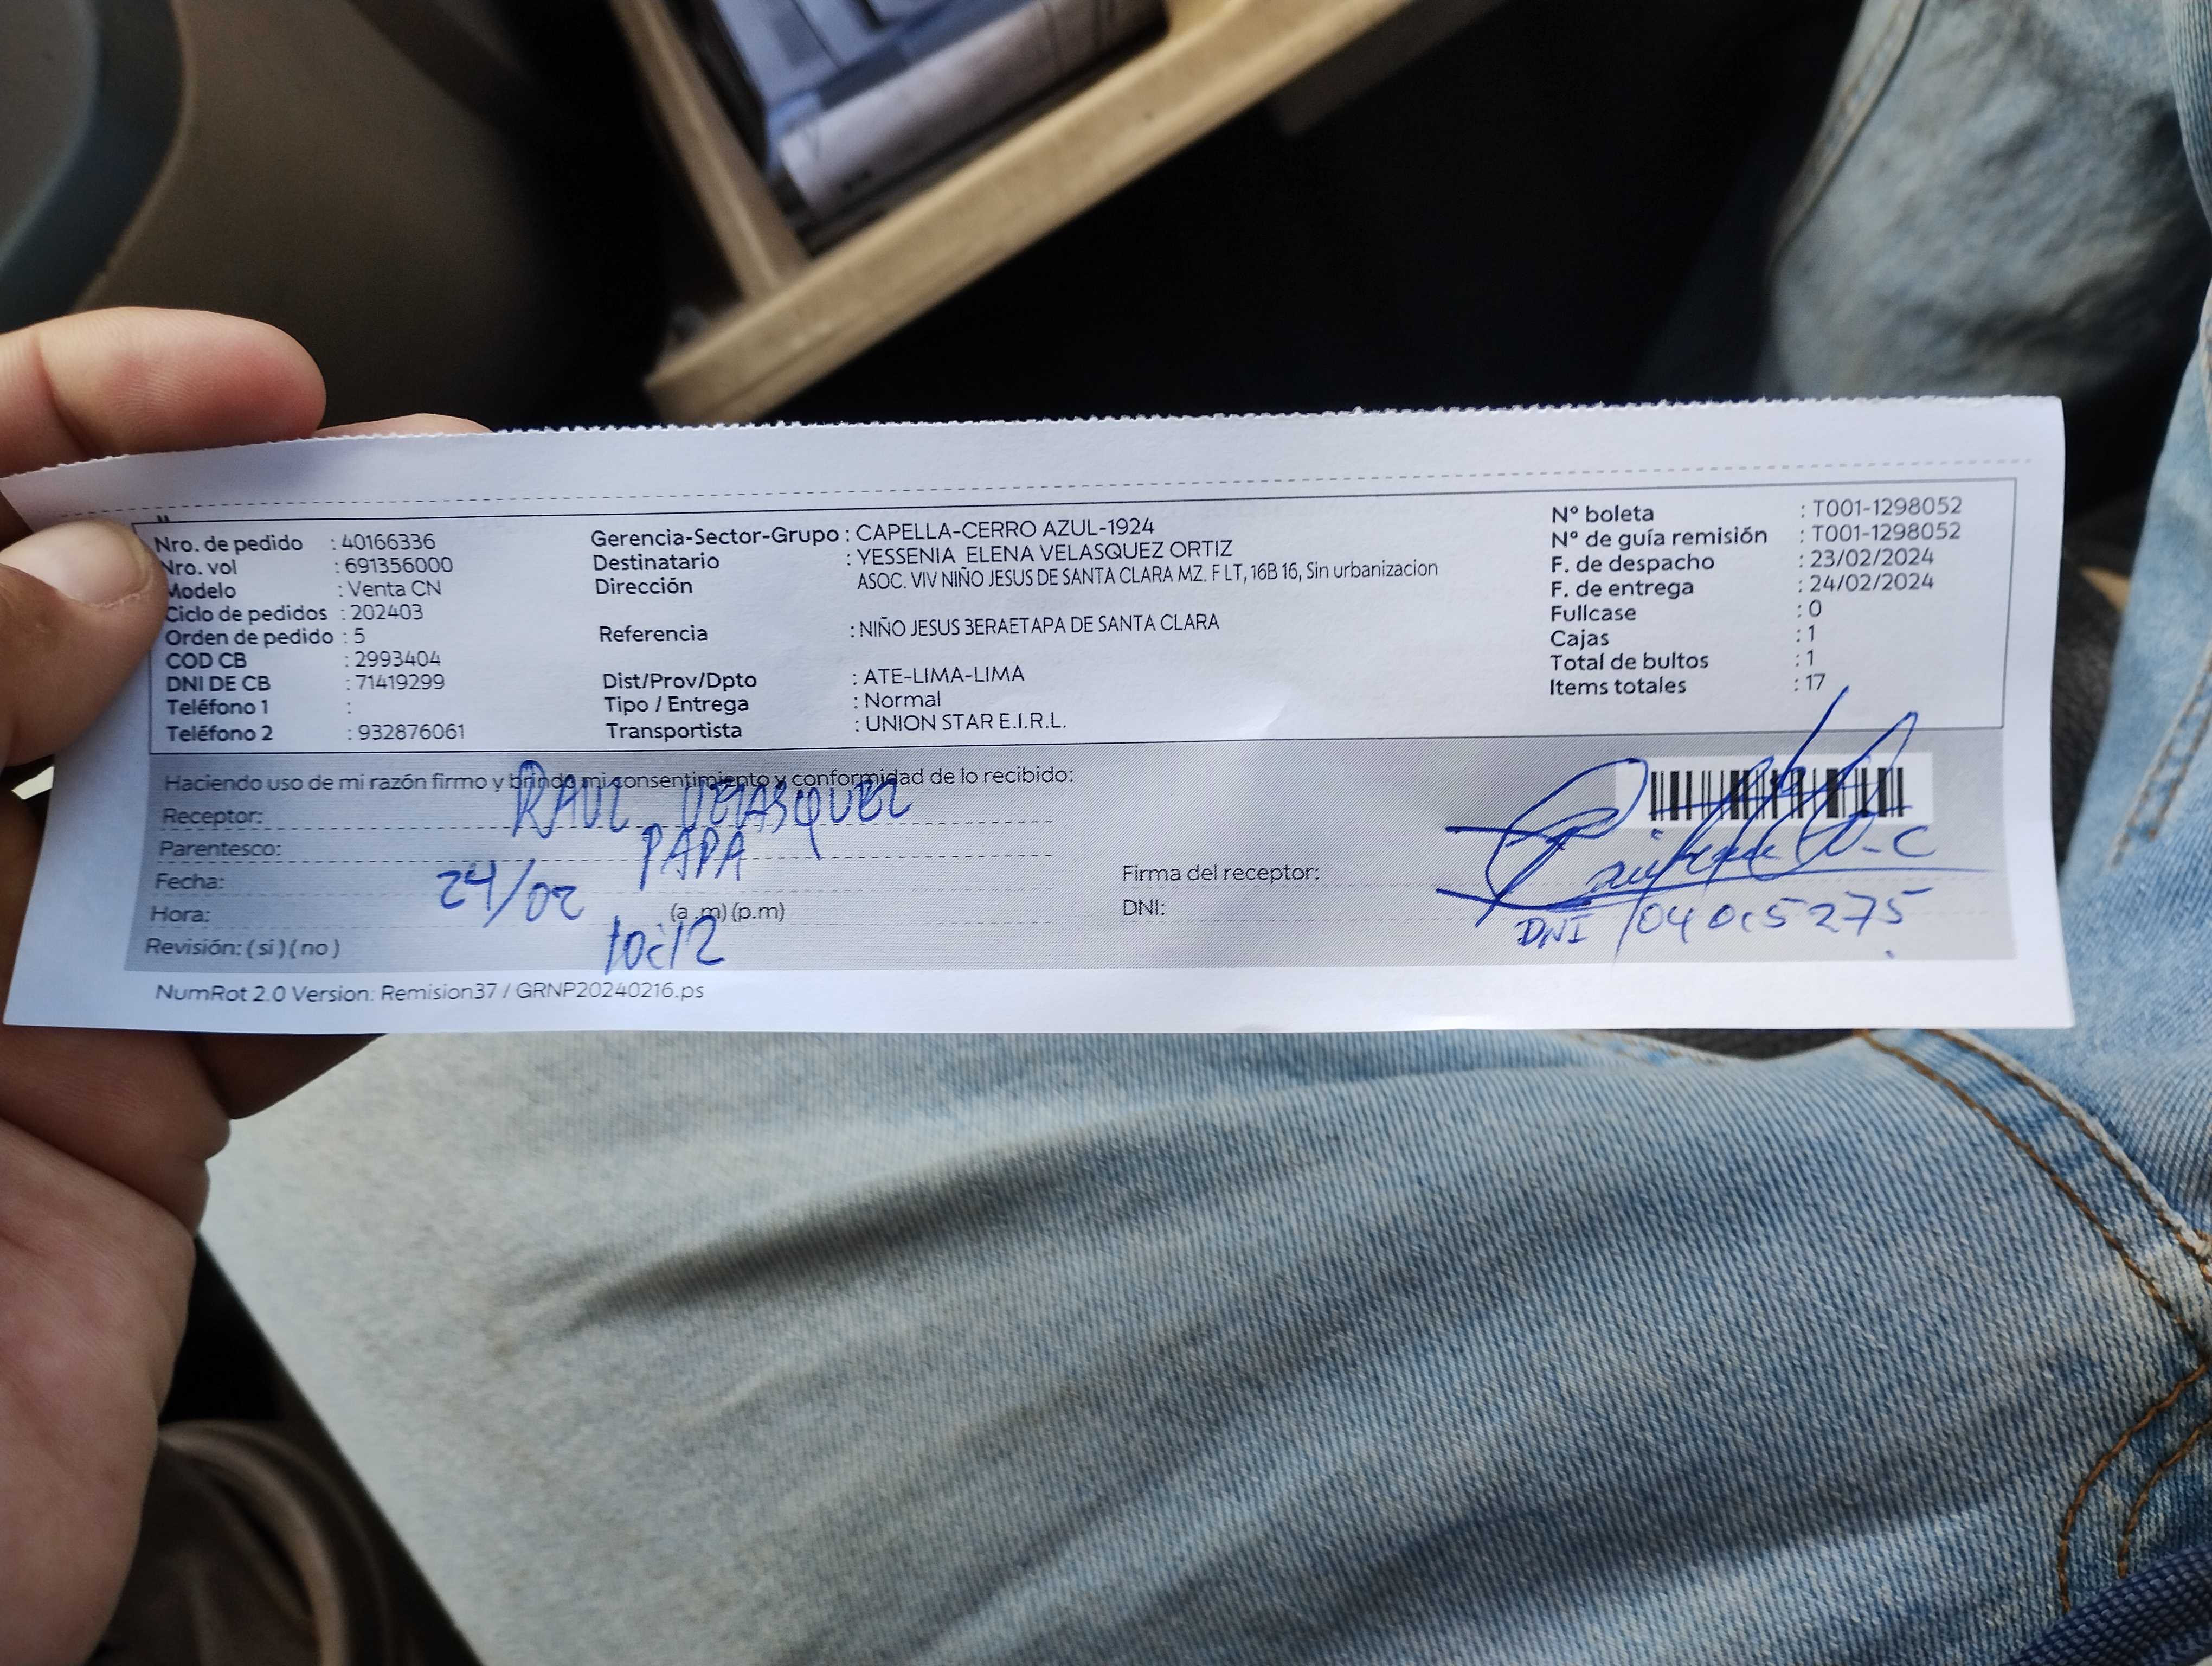 Nro. de pedido : 40166336
Nro. vol : 691356000
Modelo : Venta CN
Ciclo de pedidos : 202403
Orden de pedido : 5
COD CB : 2993404
DNI DE CB : 71419299
Teléfono 1 :
Teléfono 2 : 932876061
Gerencia-Sector-Grupo : CAPELLA-CERRO AZUL-1924
Destinatario : YESSENIA ELENA VELASQUEZ ORTIZ
Dirección ASOC. VIV NIÑO JESUS DE SANTA CLARA MZ. F LT, 16B 16, Sin urbanizacion
Referencia : NIÑO JESUS 3ERAETAPA DE SANTA CLARA
Dist/Prov/Dpto : ATE-LIMA-LIMA
Tipo / Entrega : Normal
Transportista : UNION STAR E.I.R.L.
Nº boleta : T001-1298052
Nº de guía remisión : T001-1298052
F. de despacho : 23/02/2024
F. de entrega : 24/02/2024
Fullcase : 0
Cajas : 1
Total de bultos : 1
Items totales : 17
Haciendo uso de mi razón firmo y brindo mi consentimiento y conformidad de lo recibido:
Receptor: RAUL VELASQUEZ
Parentesco: PAPA
Fecha: 24/02
Hora: 10:12 (a .m) (p.m)
Revisión: ( si ) ( no )
Firma del receptor:
DNI:
DNI
NumRot 2.0 Version: Remision37 / GRNP20240216.ps